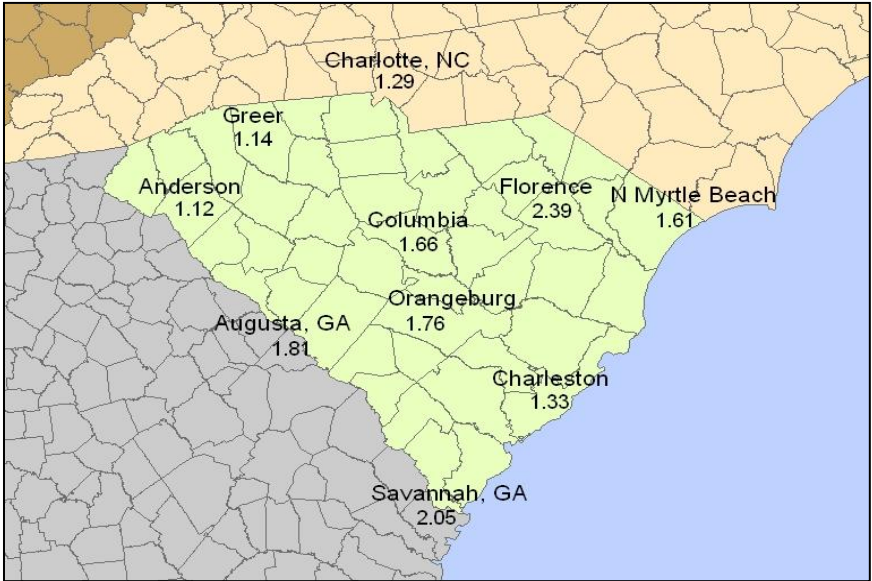 Charlotte, NC
1.29
Greer
1.14
Anderson
1.12
Florence
2.39
N Myrtle Beach
1.61
Columbia
1.66
Orangeburg
1.76
Augusta, GA
1.81
Charleston
1.33
Savannah, GA
2.05